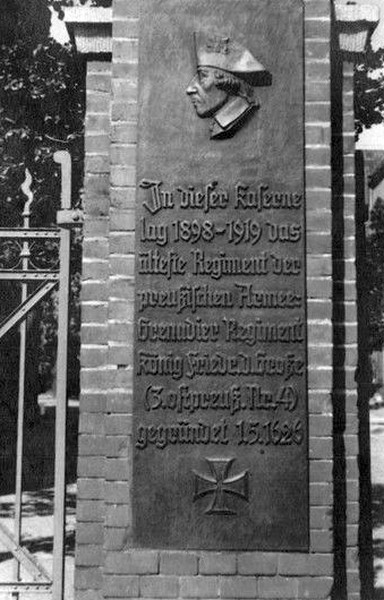 In dieser Kaserne
lag 1898–1919 das
älteste Regiment der
preußischen Armee-
Grenadier Regiment
König Friedr.d.Große
(3.ostpreuß.Nr.4)
gegründet 1.5.1626